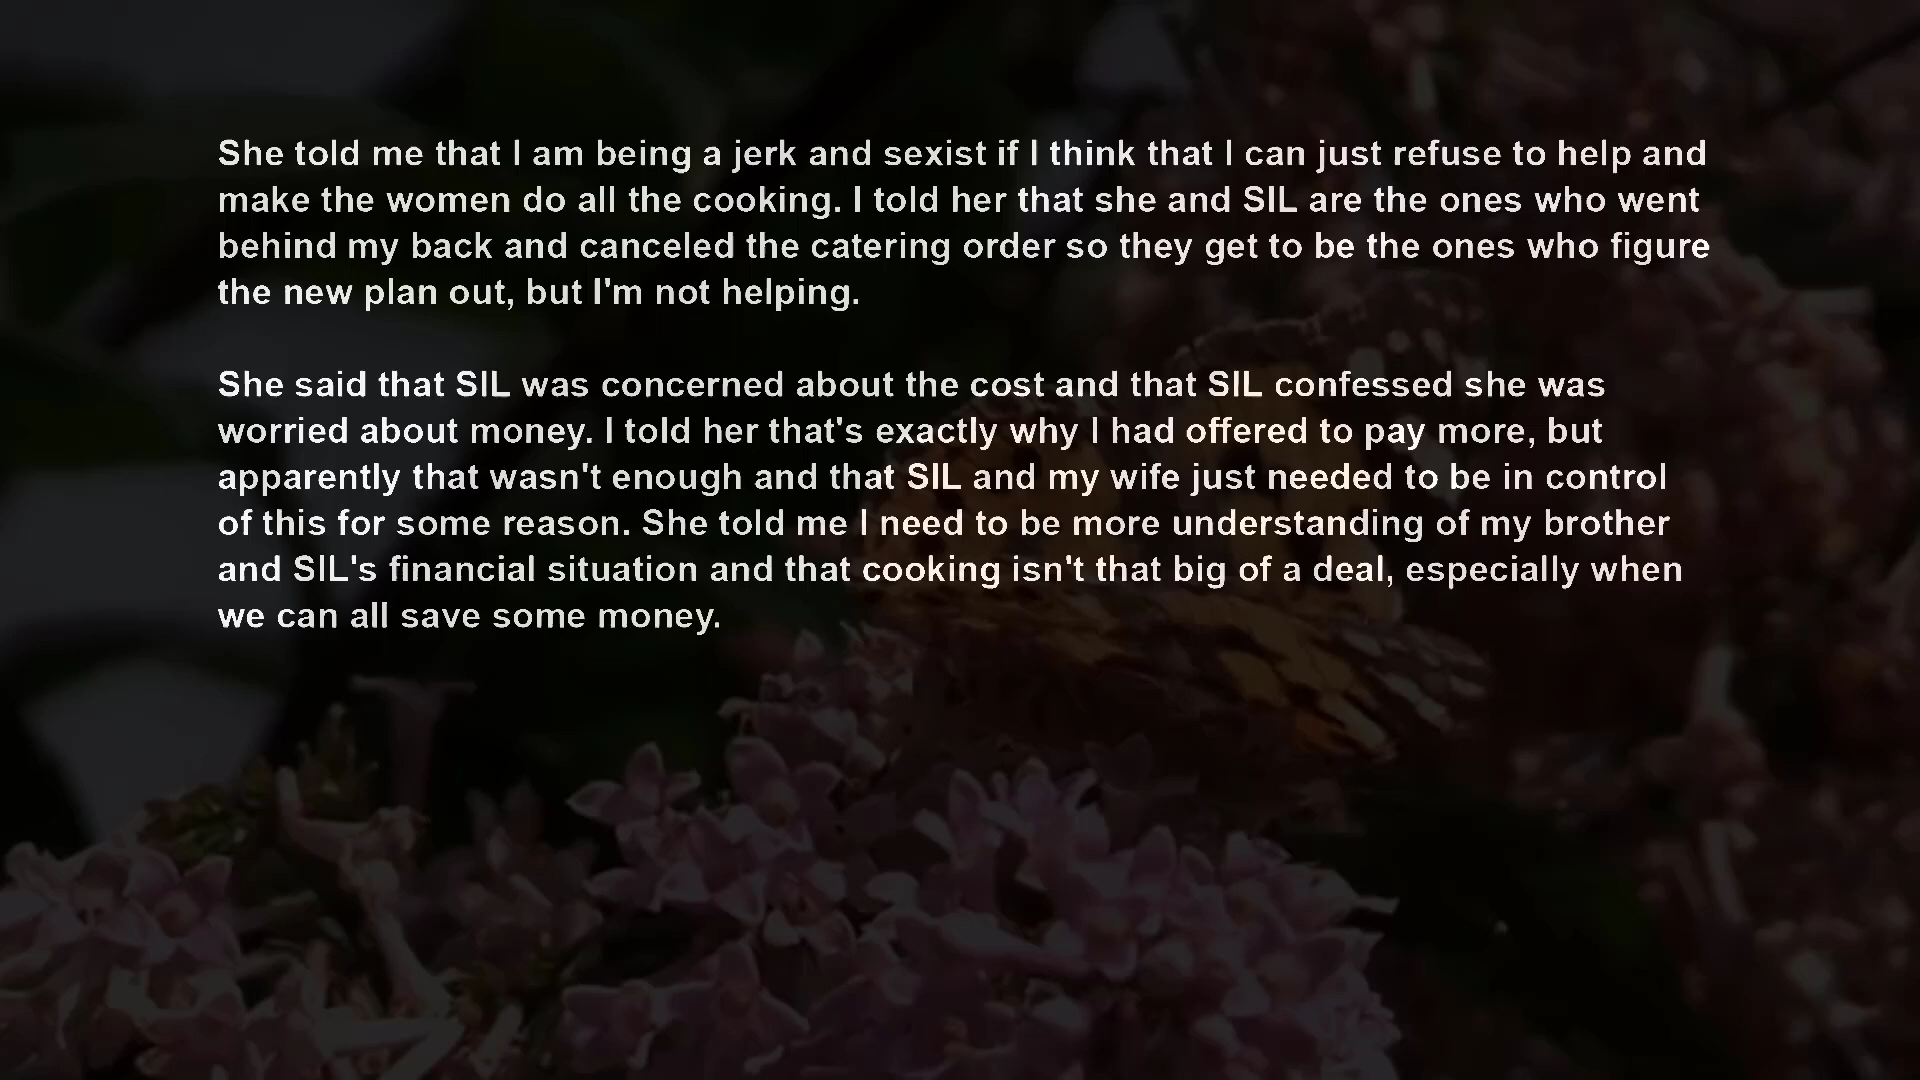 She told me that I am being a jerk and sexist if I think that I can just refuse to help and
make the women do all the cooking. I told her that she and SIL are the ones who went
behind my back and canceled the catering order so they get to be the ones who figure
the new plan out, but I'm not helping.
She said that SIL was concerned about the cost and that SIL confessed she was
worried about money. I told her that's exactly why I had offered to pay more, but
apparently that wasn't enough and that SIL and my wife just needed to be in control
of this for some reason. She told me I need to be more understanding of my brother
and SIL's financial situation and that cooking isn't that big of a deal, especially when
we can all save some money.